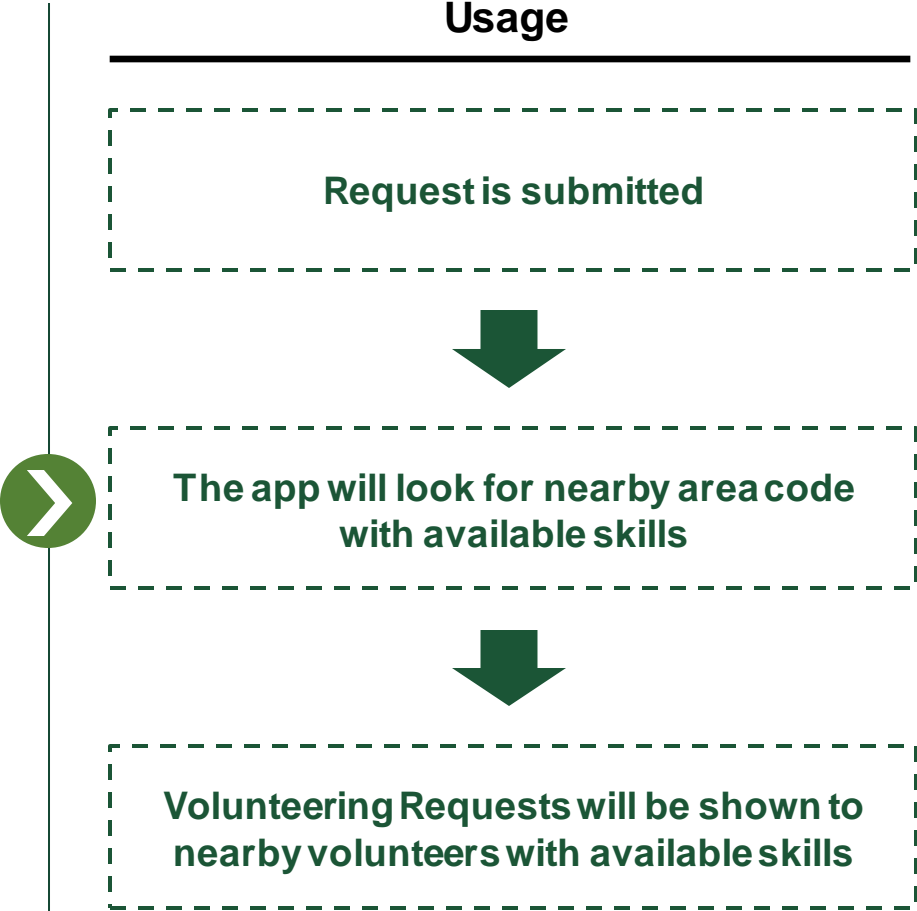 Usage
Request is submitted
The app will look for nearby area code
with available skills
Volunteering Requests will be shown to
nearby volunteers with available skills